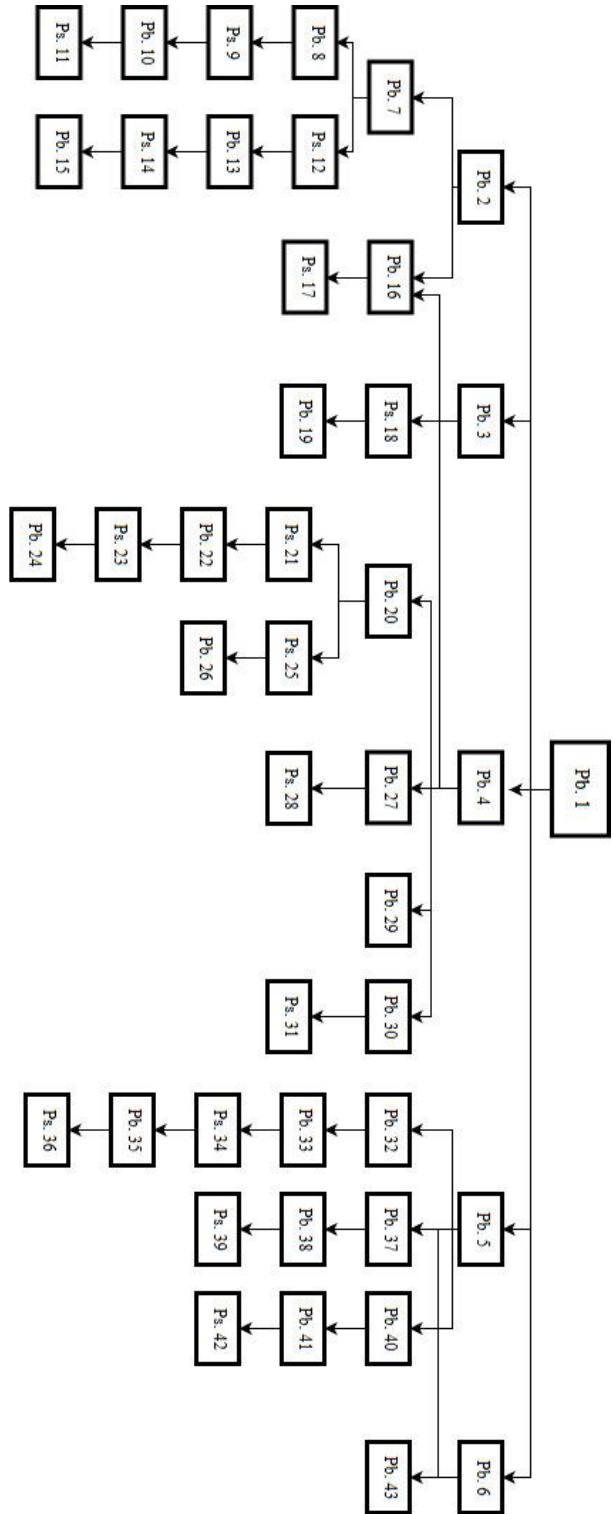 Pb. 1
Pb. 2
Pb. 3
Pb. 4
Pb. 5
Pb. 6
Pb. 7
Pb. 16
Ps. 18
Pb. 20
Pb. 27
Pb. 29
Pb. 30
Pb. 32
Pb. 37
Pb. 40
Pb. 43
Pb. 8
Ps. 12
Ps. 17
Pb. 19
Ps. 21
Ps. 25
Ps. 28
Ps. 31
Pb. 33
Pb. 38
Pb. 41
Ps. 9
Pb. 13
Pb. 22
Pb. 26
Ps. 34
Ps. 39
Ps. 42
Pb. 10
Ps. 14
Ps. 23
Pb. 35
Ps. 11
Pb. 15
Pb. 24
Ps. 36